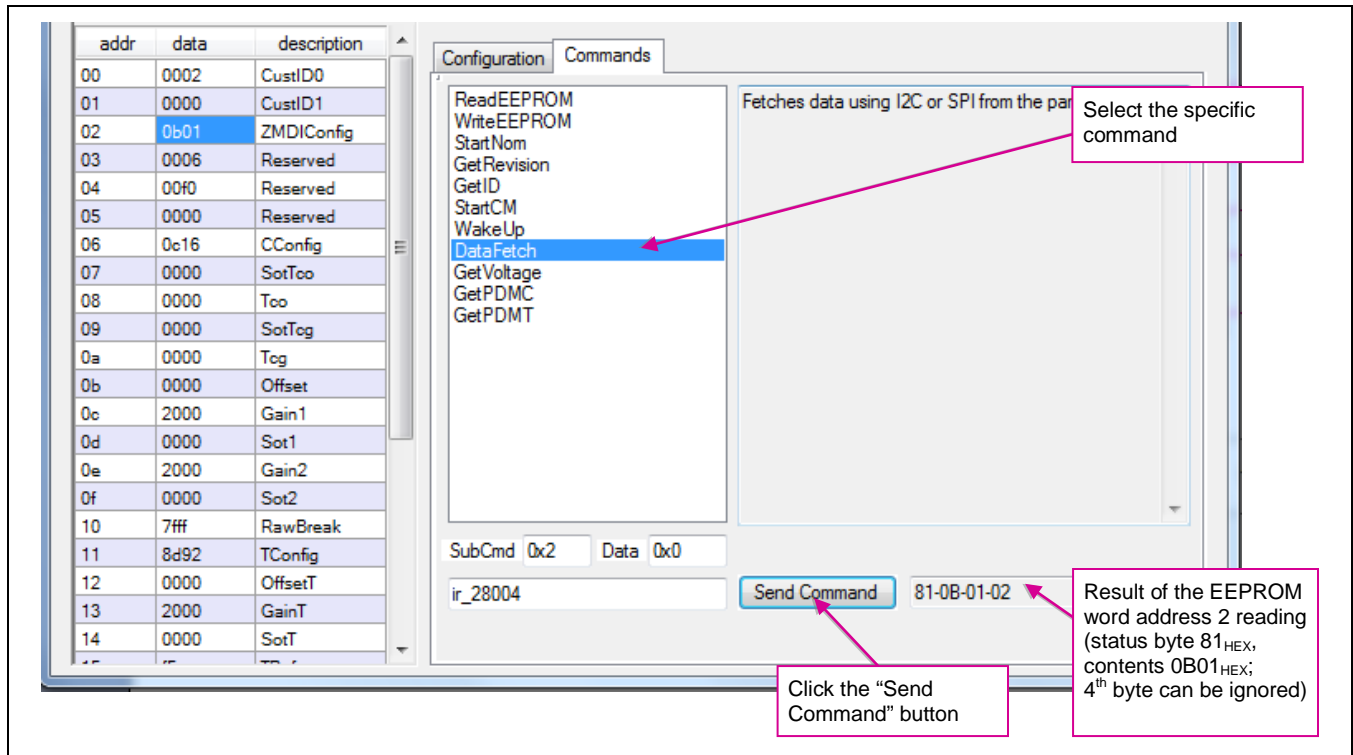 addr data description
00 0002 CustID0
01 0000 CustID1
02 0b01 ZMDIConfig
03 0006 Reserved
04 00f0 Reserved
05 0000 Reserved
06 0c16 CConfig
07 0000 SotTco
08 0000 Tco
09 0000 SotTcg
0a 0000 Tcg
0b 0000 Offset
0c 2000 Gain1
0d 0000 Sot1
0e 2000 Gain2
0f 0000 Sot2
10 7fff RawBreak
11 8d92 TConfig
12 0000 OffsetT
13 2000 GainT
14 0000 SotT
Configuration Commands
ReadEEPROM
WriteEEPROM
StartNom
GetRevision
GetID
StartCM
WakeUp
DataFetch
GetVoltage
GetPDMC
GetPDMT
Fetches data using I2C or SPI from the par
Select the specific
command
SubCmd 0x2 Data 0x0
ir_28004 Send Command 81-0B-01-02
Click the “Send
Command” button
Result of the EEPROM
word address 2 reading
(status byte 81HEX,
contents 0B01HEX;
4th byte can be ignored)